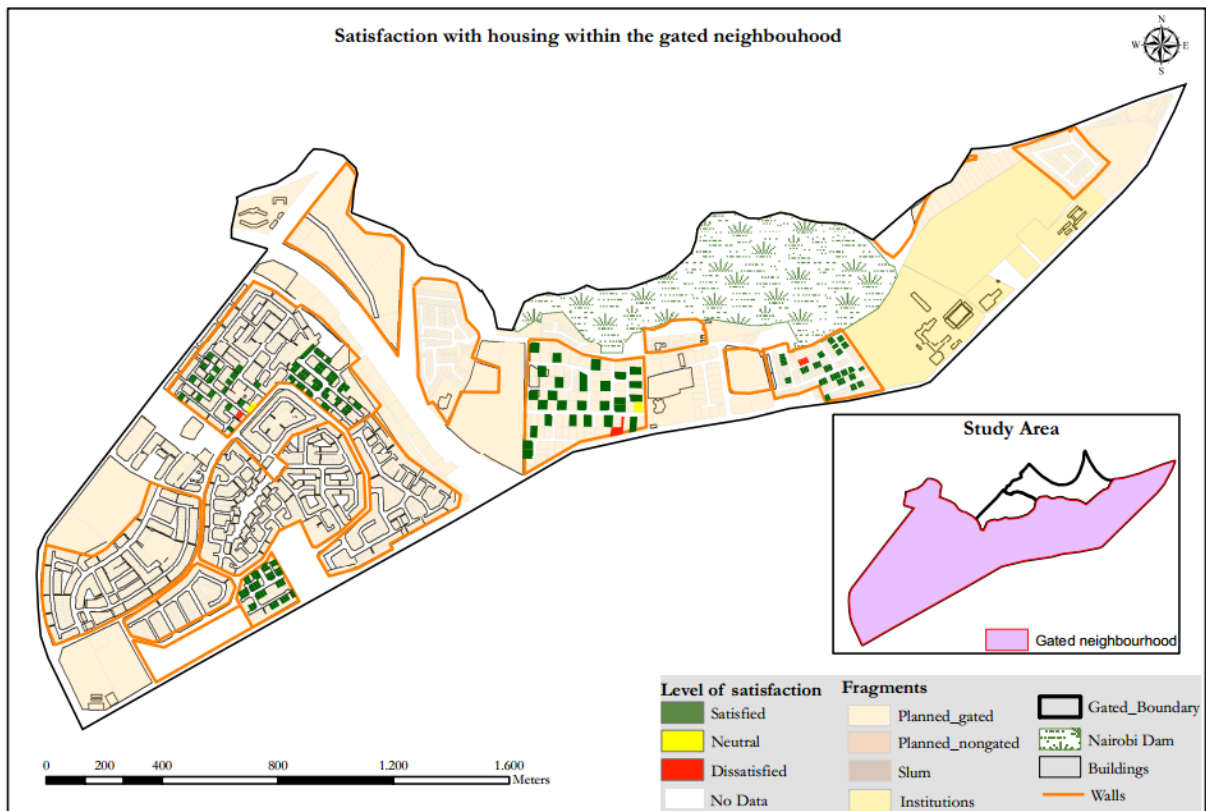 Satisfaction with housing within the gated neighbouhood
N
W E
S
Study Area
Gated neighbourhood
Level of satisfaction
Satisfied
Neutral
Dissatisfied
No Data
Fragments
Planned_gated
Planned_nongated
Slum
Institutions
Gated_Boundary
Nairobi Dam
Buildings
Walls
0 200 400 800 1.200 1.600
Meters